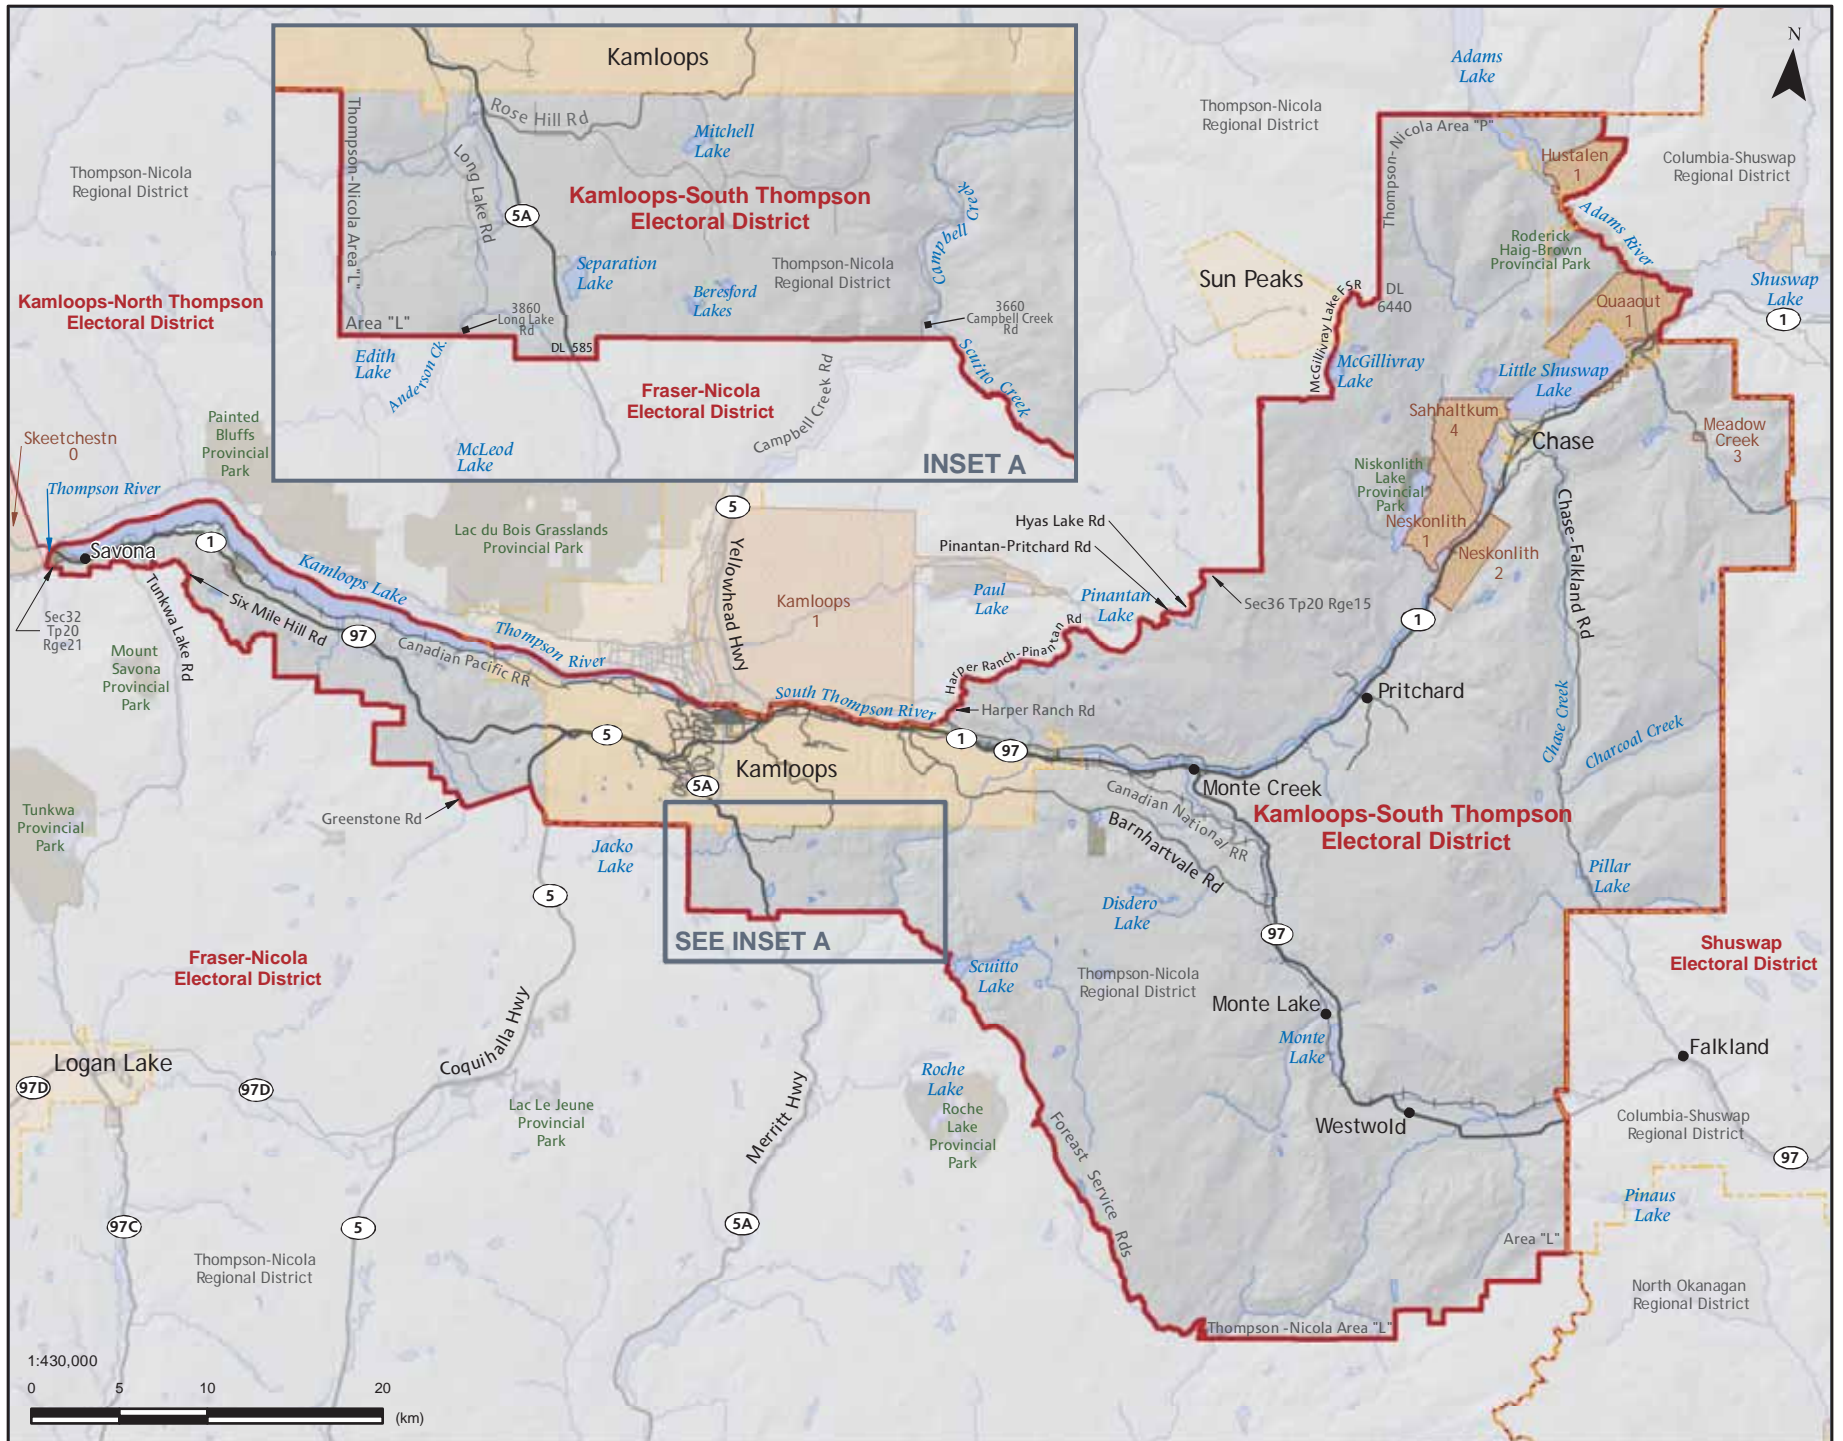 N
Kamloops
Rose Hill Rd
Mitchell
Lake
Thompson-Nicola Area"L"
Long Lake Rd
5A
Kamloops-South Thompson
Electoral District
Campbell Creek
Separation
Lake
Thompson-Nicola
Regional District
Beresford
Lakes
Area "L"
3860
Long Lake
Rd
3660
Campbell Creek
Rd
DL 585
Edith
Lake
Anderson Ck.
Fraser-Nicola
Electoral District
Campbell Creek Rd
Scuitto Creek
McLeod
Lake
INSET A
Adams
Lake
Thompson-Nicola
Regional District
Thompson-Nicola Area "P"
Hustalen
1
Columbia-Shuswap
Regional District
Adams River
Roderick
Haig-Brown
Provincial Park
Sun Peaks
McGillivray Lake FSR
DL
6440
Quaaout
1
Shuswap
Lake
1
McGillivray
Lake
Little Shuswap
Lake
Sahhaltkum
4
Chase
Meadow
Creek
3
Niskonlith
Lake
Provincial
Park
Neskonlith
1
Neskonlith
2
Chase-Falkland Rd
Thompson-Nicola
Regional District
Kamloops-North Thompson
Electoral District
Painted
Bluffs
Provincial
Park
Skeetchestn
0
Thompson River
Savona
1
Lac du Bois Grasslands
Provincial Park
5
Yellowhead Hwy
Kamloops
1
Hyas Lake Rd
Pinantan-Pritchard Rd
Paul
Lake
Pinantan
Lake
Sec36 Tp20 Rge15
Kamloops Lake
Sec32
Tp20
Rge21
Tunkwa Lake Rd
Six Mile Hill Rd
97
Mount
Savona
Provincial
Park
Canadian Pacific RR
Thompson River
South Thompson River
Harper Ranch-Pinantan Rd
Harper Ranch Rd
1
Pritchard
Chase Creek
Charcoal Creek
5
1
97
Kamloops
5A
Monte Creek
Canadian National RR
Barnhartvale Rd
Kamloops-South Thompson
Electoral District
Tunkwa
Provincial
Park
Greenstone Rd
Jacko
Lake
Pillar
Lake
5
SEE INSET A
Disdero
Lake
97
Fraser-Nicola
Electoral District
Scuitto
Lake
Thompson-Nicola
Regional District
Shuswap
Electoral District
Monte Lake
Monte
Lake
Logan Lake
97D
97D
Coquihalla Hwy
Roche
Lake
Roche
Lake
Provincial
Park
Falkland
Lac Le Jeune
Provincial
Park
Merritt Hwy
Foreast Service Rds
Westwold
Columbia-Shuswap
Regional District
97
97C
5
5A
Pinaus
Lake
Thompson-Nicola
Regional District
Area "L"
North Okanagan
Regional District
Thompson -Nicola Area "L"
1:430,000
0 5 10 20
(km)